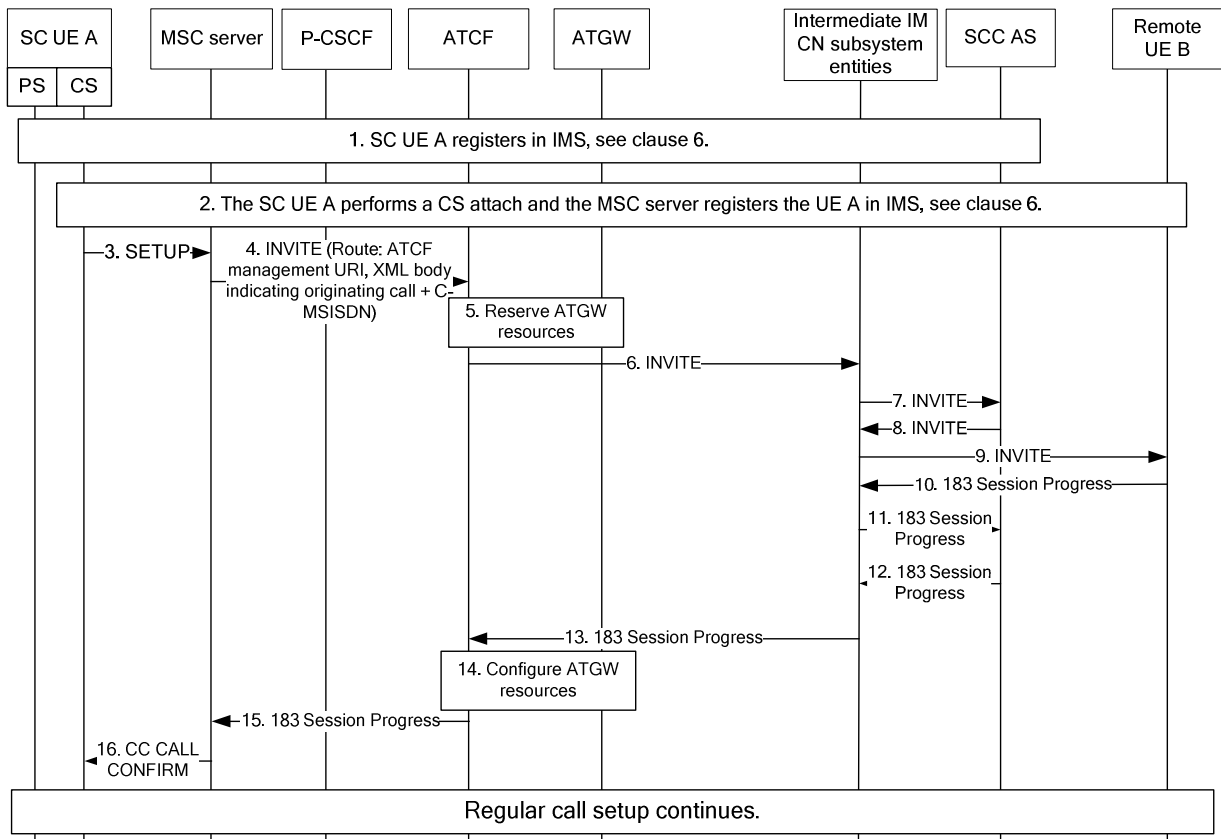 SC UE A
MSC server
P-CSCF
ATCF
ATGW
Intermediate IM
CN subsystem
entities
SCC AS
Remote
UE B
PS
CS
1. SC UE A registers in IMS, see clause 6.
2. The SC UE A performs a CS attach and the MSC server registers the UE A in IMS, see clause 6.
3. SETUP
4. INVITE (Route: ATCF
management URI, XML body
indicating originating call + C-
MSISDN)
5. Reserve ATGW
resources
6. INVITE
7. INVITE
8. INVITE
9. INVITE
10. 183 Session Progress
11. 183 Session
Progress
12. 183 Session
Progress
13. 183 Session Progress
14. Configure ATGW
resources
15. 183 Session Progress
16. CC CALL
CONFIRM
Regular call setup continues.